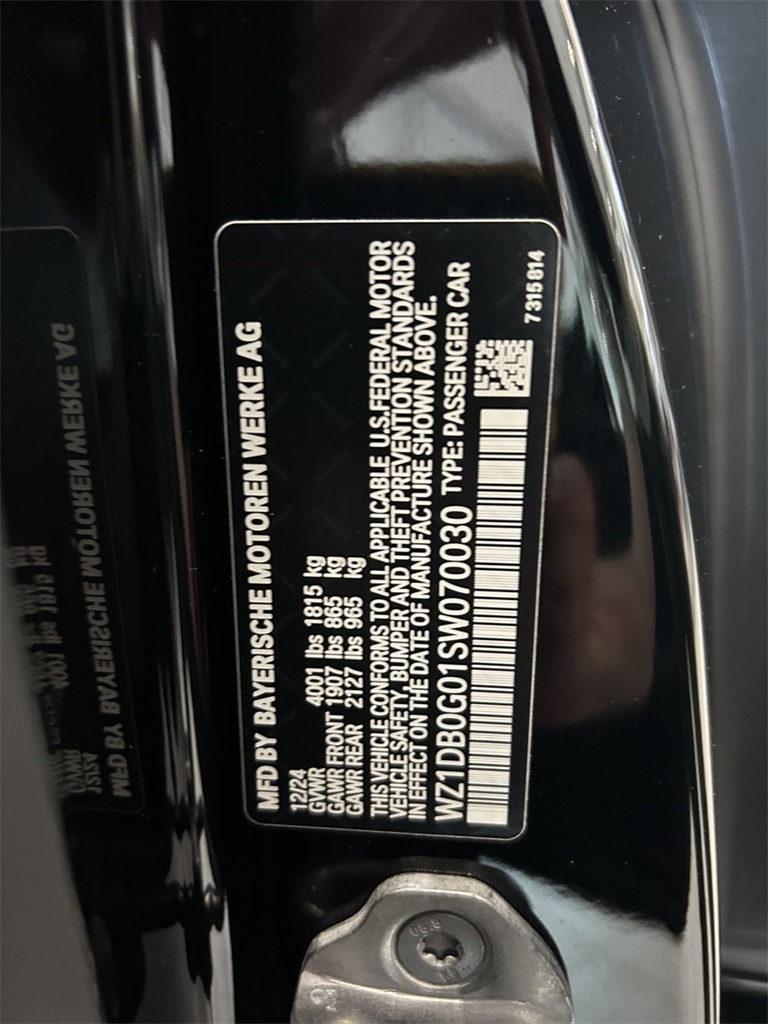 MFD BY BAYERISCHE MOTOREN WERKE AG
12/24
GVWR 4001 lbs 1815 kg
GAWR FRONT 1907 lbs 865 kg
GAWR REAR 2127 lbs 965 kg
THIS VEHICLE CONFORMS TO ALL APPLICABLE U.S.FEDERAL MOTOR
VEHICLE SAFETY, BUMPER AND THEFT PREVENTION STANDARDS
IN EFFECT ON THE DATE OF MANUFACTURE SHOWN ABOVE.
WZ1DB0G01SW070030 TYPE: PASSENGER CAR
7315814